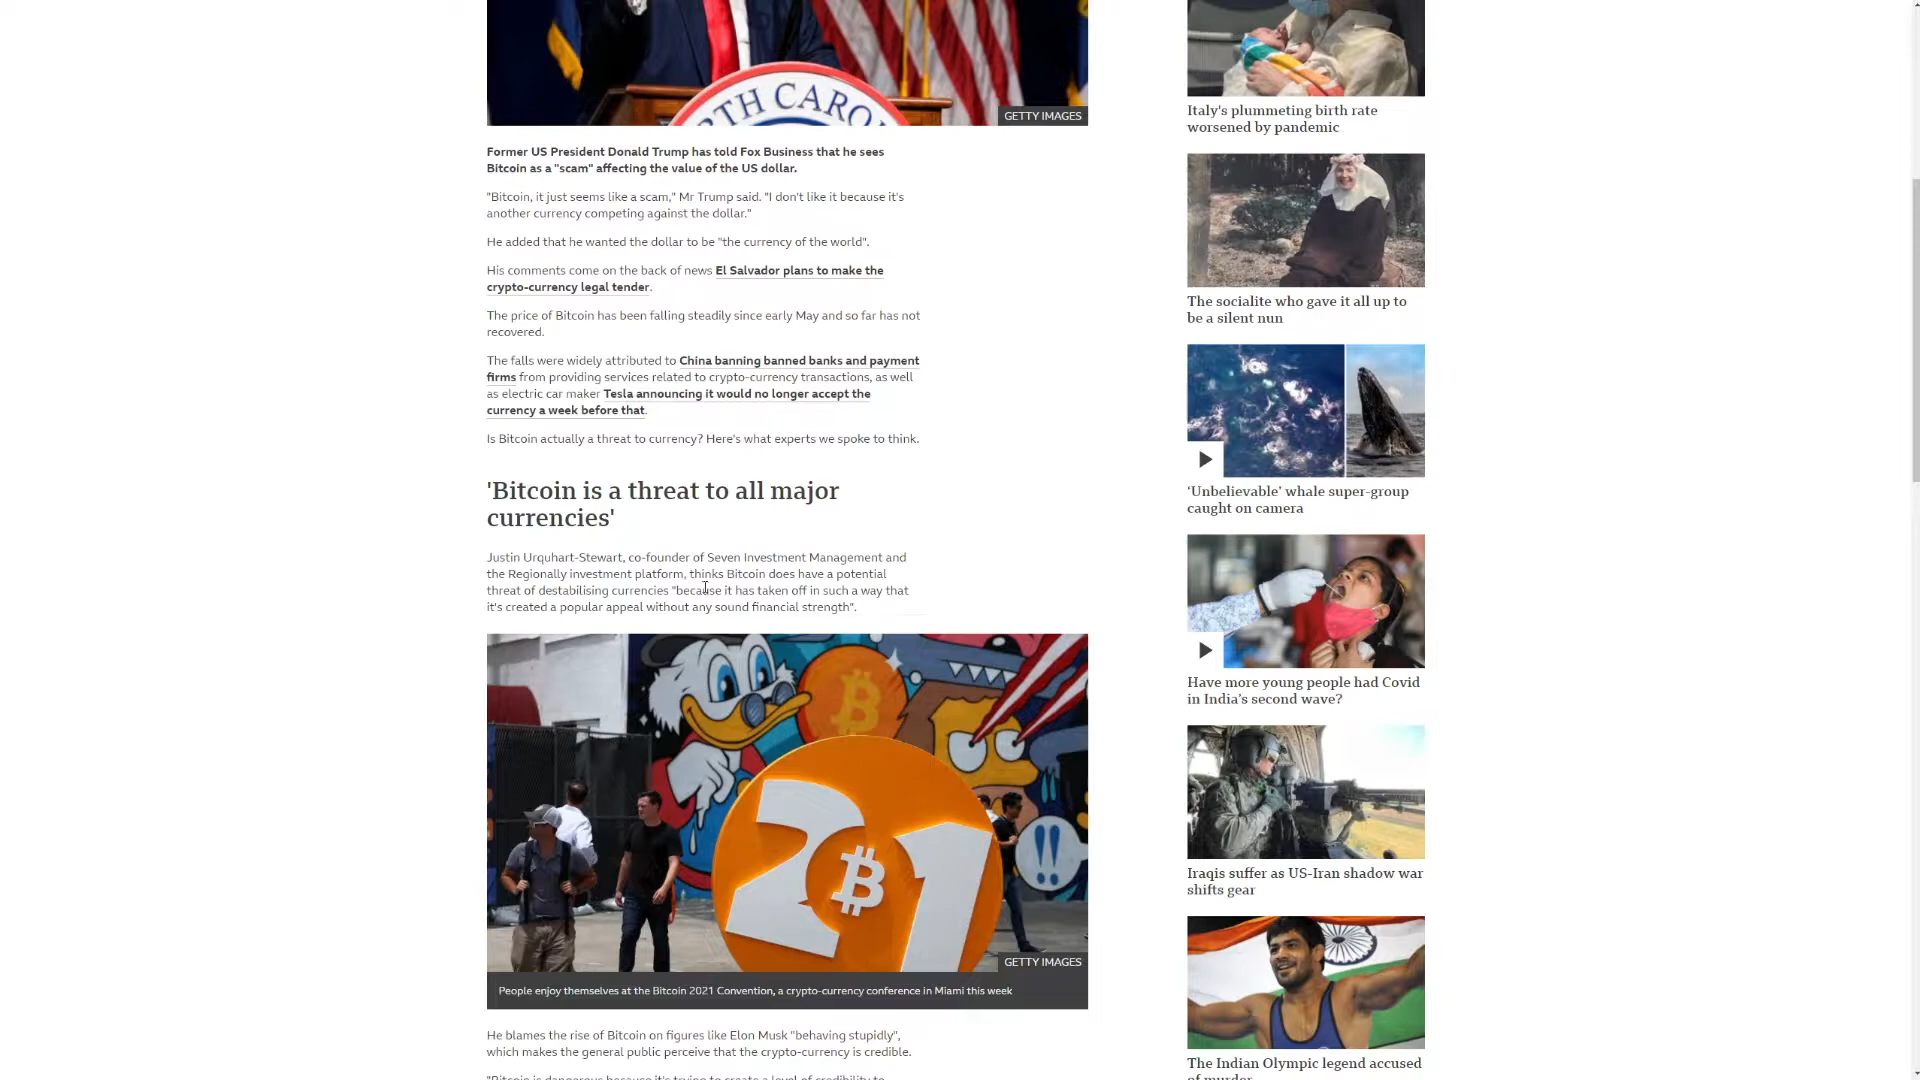 TH CAROL
GETTY IMAGES
Former US President Donald Trump has told Fox Business that he sees
Bitcoin as a "scam" affecting the value of the US dollar.
"Bitcoin, it just seems like a scam," Mr Trump said. "I don't like it because it's
another currency competing against the dollar."
He added that he wanted the dollar to be "the currency of the world".
His comments come on the back of news El Salvador plans to make the
crypto-currency legal tender.
The price of Bitcoin has been falling steadily since early May and so far has not
recovered.
The falls were widely attributed to China banning banned banks and payment
firms from providing services related to crypto-currency transactions, as well
as electric car maker Tesla announcing it would no longer accept the
currency a week before that.
Is Bitcoin actually a threat to currency? Here's what experts we spoke to think.
'Bitcoin is a threat to all major
currencies'
Justin Urquhart-Stewart, co-founder of Seven Investment Management and
the Regionally investment platform, thinks Bitcoin does have a potential
threat of destabilising currencies "because it has taken off in such a way that
it's created a popular appeal without any sound financial strength".
21
!!
GETTY IMAGES
People enjoy themselves at the Bitcoin 2021 Convention, a crypto-currency conference in Miami this week
He blames the rise of Bitcoin on figures like Elon Musk "behaving stupidly",
which makes the general public perceive that the crypto-currency is credible.
"Bitcoin is dangerous because it's trying to create a level of credibility to
Italy's plummeting birth rate
worsened by pandemic
The socialite who gave it all up to
be a silent nun
‘Unbelievable’ whale super-group
caught on camera
Have more young people had Covid
in India’s second wave?
Iraqis suffer as US-Iran shadow war
shifts gear
The Indian Olympic legend accused
of murder